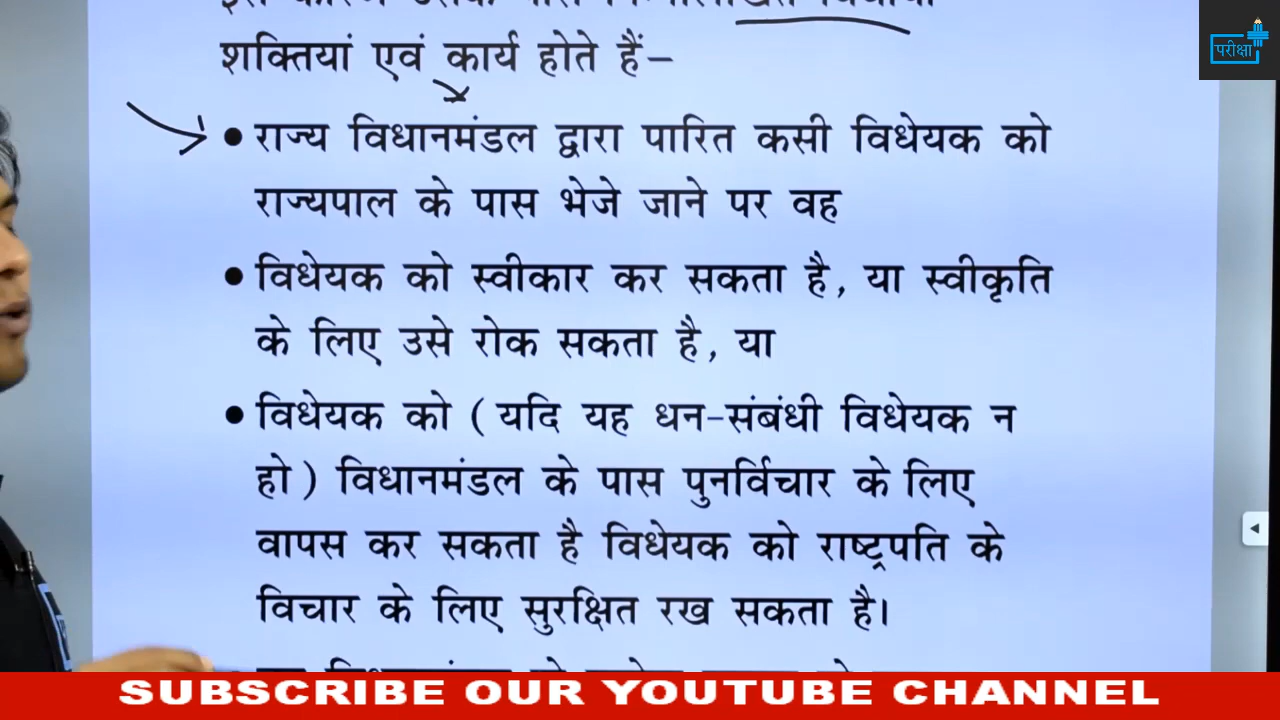 शक्तियां एवं कार्य होते हैं–
• राज्य विधानमंडल द्वारा पारित कसी विधेयक को
राज्यपाल के पास भेजे जाने पर वह
• विधेयक को स्वीकार कर सकता है, या स्वीकृति
के लिए उसे रोक सकता है, या
• विधेयक को ( यदि यह धन-संबंधी विधेयक न
हो ) विधानमंडल के पास पुनर्विचार के लिए
वापस कर सकता है विधेयक को राष्ट्रपति के
विचार के लिए सुरक्षित रख सकता है।
परीक्षा
SUBSCRIBE OUR YOUTUBE CHANNEL